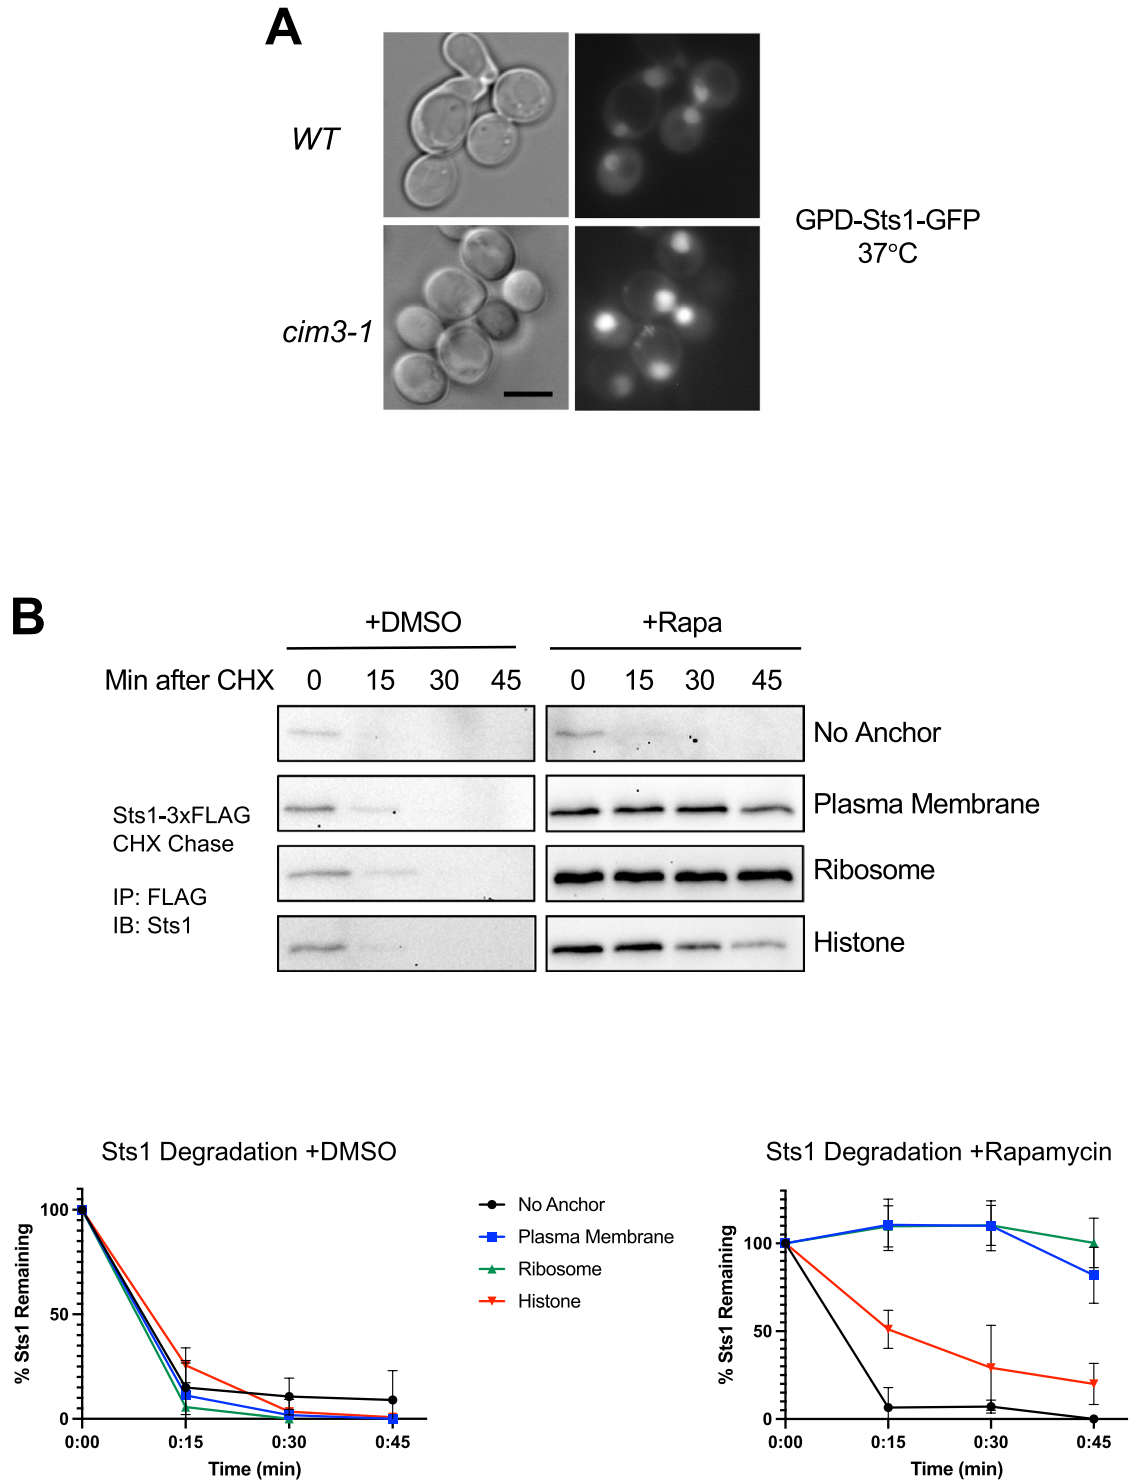 A
WT
cim3-1
GPD-Sts1-GFP
37°C
B
+DMSO
+Rapa
Min after CHX 0 15 30 45 0 15 30 45
No Anchor
Plasma Membrane
Ribosome
Histone
Sts1-3xFLAG
CHX Chase
IP: FLAG
IB: Sts1
Sts1 Degradation +DMSO
% Sts1 Remaining
100
50
0
0:00 0:15 0:30 0:45
Time (min)
No Anchor
Plasma Membrane
Ribosome
Histone
Sts1 Degradation +Rapamycin
% Sts1 Remaining
100
50
0
0:00 0:15 0:30 0:45
Time (min)